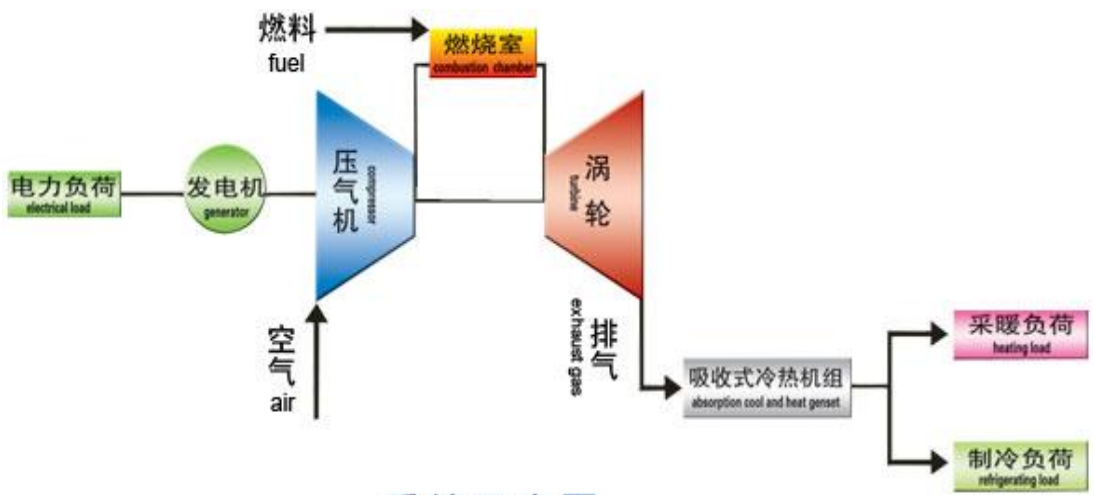 燃料
fuel
燃烧室
combustion chamber
压气机
compressor
涡轮
turbine
电力负荷
electrical load
发电机
generator
空气
air
排气
exhaust gas
吸收式冷热机组
absorption cool and heat genset
采暖负荷
heating load
制冷负荷
refrigerating load